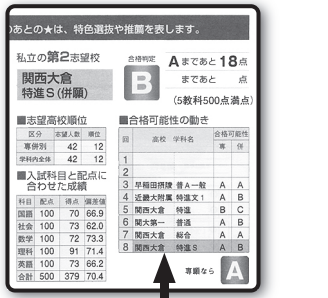 のあとの★は、特色選抜や推薦を表します。
私立の第2志望校
関西大倉
特進S(併願)
合格判定
B
Aまであと18点
まであと 点
(5教科500点満点)
■志望高校順位
区分 志望人数 順位
専併別 42 12
学科内全体 42 12
■入試科目と配点に
合わせた成績
科目 配点 得点 偏差値
国語 100 70 66.9
社会 100 73 62.0
数学 100 72 73.3
理科 100 91 71.4
英語 100 73 66.2
合計 500 379 70.4
■合格可能性の動き
回 高校 学科名 合格可能性
専 併
1
2
3 早稲田摂陵 普A一般 A A
4 近畿大附属 特進文1 A B
5 関西大倉 特進 B C
6 関大第一 普通 A B
7 関西大倉 総合 A A
8 関西大倉 特進S A B
専願なら A